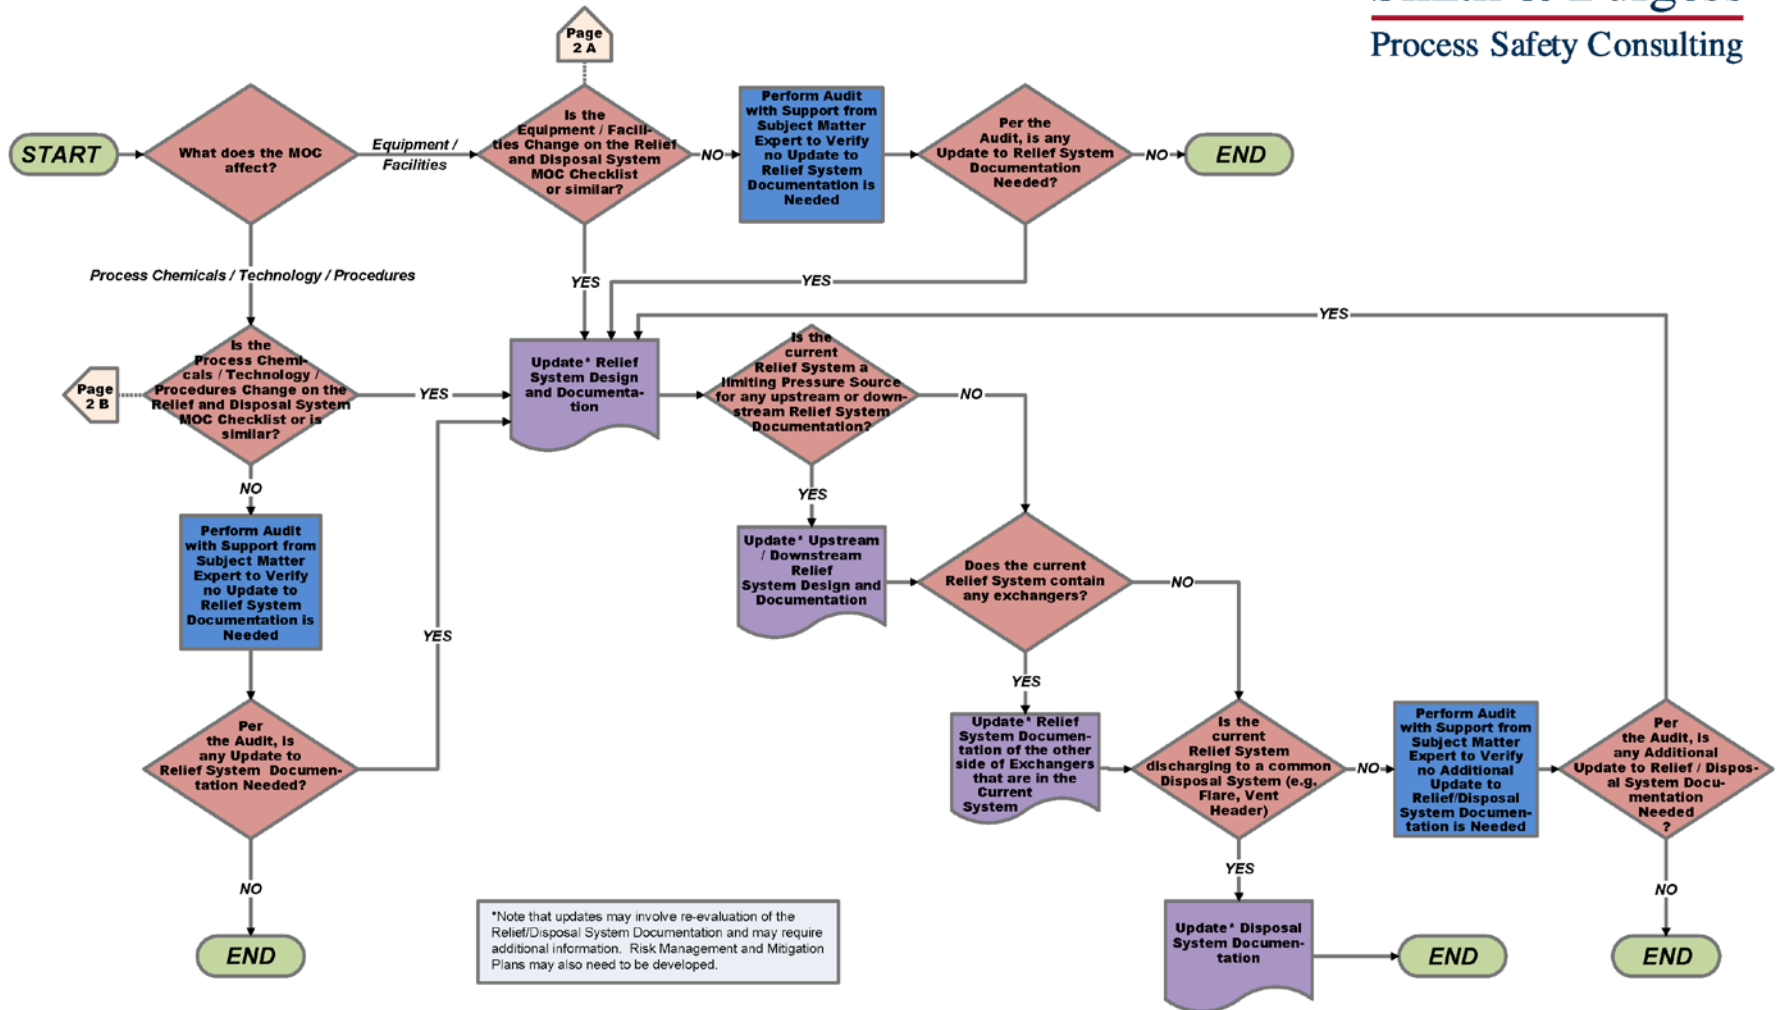 Process Safety Consulting
Page
2 A
START
What does the MOC
affect?
Equipment /
Facilities
Is the
Equipment / Facili-
ties Change on the Relief
and Disposal System
MOC Checklist
or similar?
NO
Perform Audit
with Support from
Subject Matter
Expert to Verify
no Update to
Relief System
Documentation is
Needed
Per the
Audit, is any
Update to Relief System
Documentation
Needed?
NO
END
Process Chemicals / Technology / Procedures
YES
YES
YES
Page
2 B
Is the
Process Chemi-
cals / Technology /
Procedures Change on the
Relief and Disposal System
MOC Checklist or is
similar?
YES
Update* Relief
System Design
and Documenta-
tion
Is the
current
Relief System a
limiting Pressure Source
for any upstream or down-
stream Relief System
Documentation?
NO
NO
YES
Perform Audit
with Support from
Subject Matter
Expert to Verify
no Update to
Relief System
Documentation is
Needed
YES
Update* Upstream
/ Downstream
Relief
System Design and
Documentation
Does the current
Relief System contain
any exchangers?
NO
YES
Per
the Audit, is
any Update to
Relief System Documen-
tation Needed?
Update* Relief
System Documen-
tation of the other
side of Exchangers
that are in the
Current
System
Is the
current
Relief System
discharging to a common
Disposal System (e.g.
Flare, Vent
Header)
NO
Perform Audit
with Support from
Subject Matter
Expert to Verify
no Additional
Update to
Relief/Disposal
System Documen-
tation is Needed
Per
the Audit, is
any Additional
Update to Relief / Dispos-
al System Docu-
mentation
Needed
?
NO
YES
NO
END
*Note that updates may involve re-evaluation of the
Relief/Disposal System Documentation and may require
additional information. Risk Management and Mitigation
Plans may also need to be developed.
Update* Disposal
System Documen-
tation
END
END